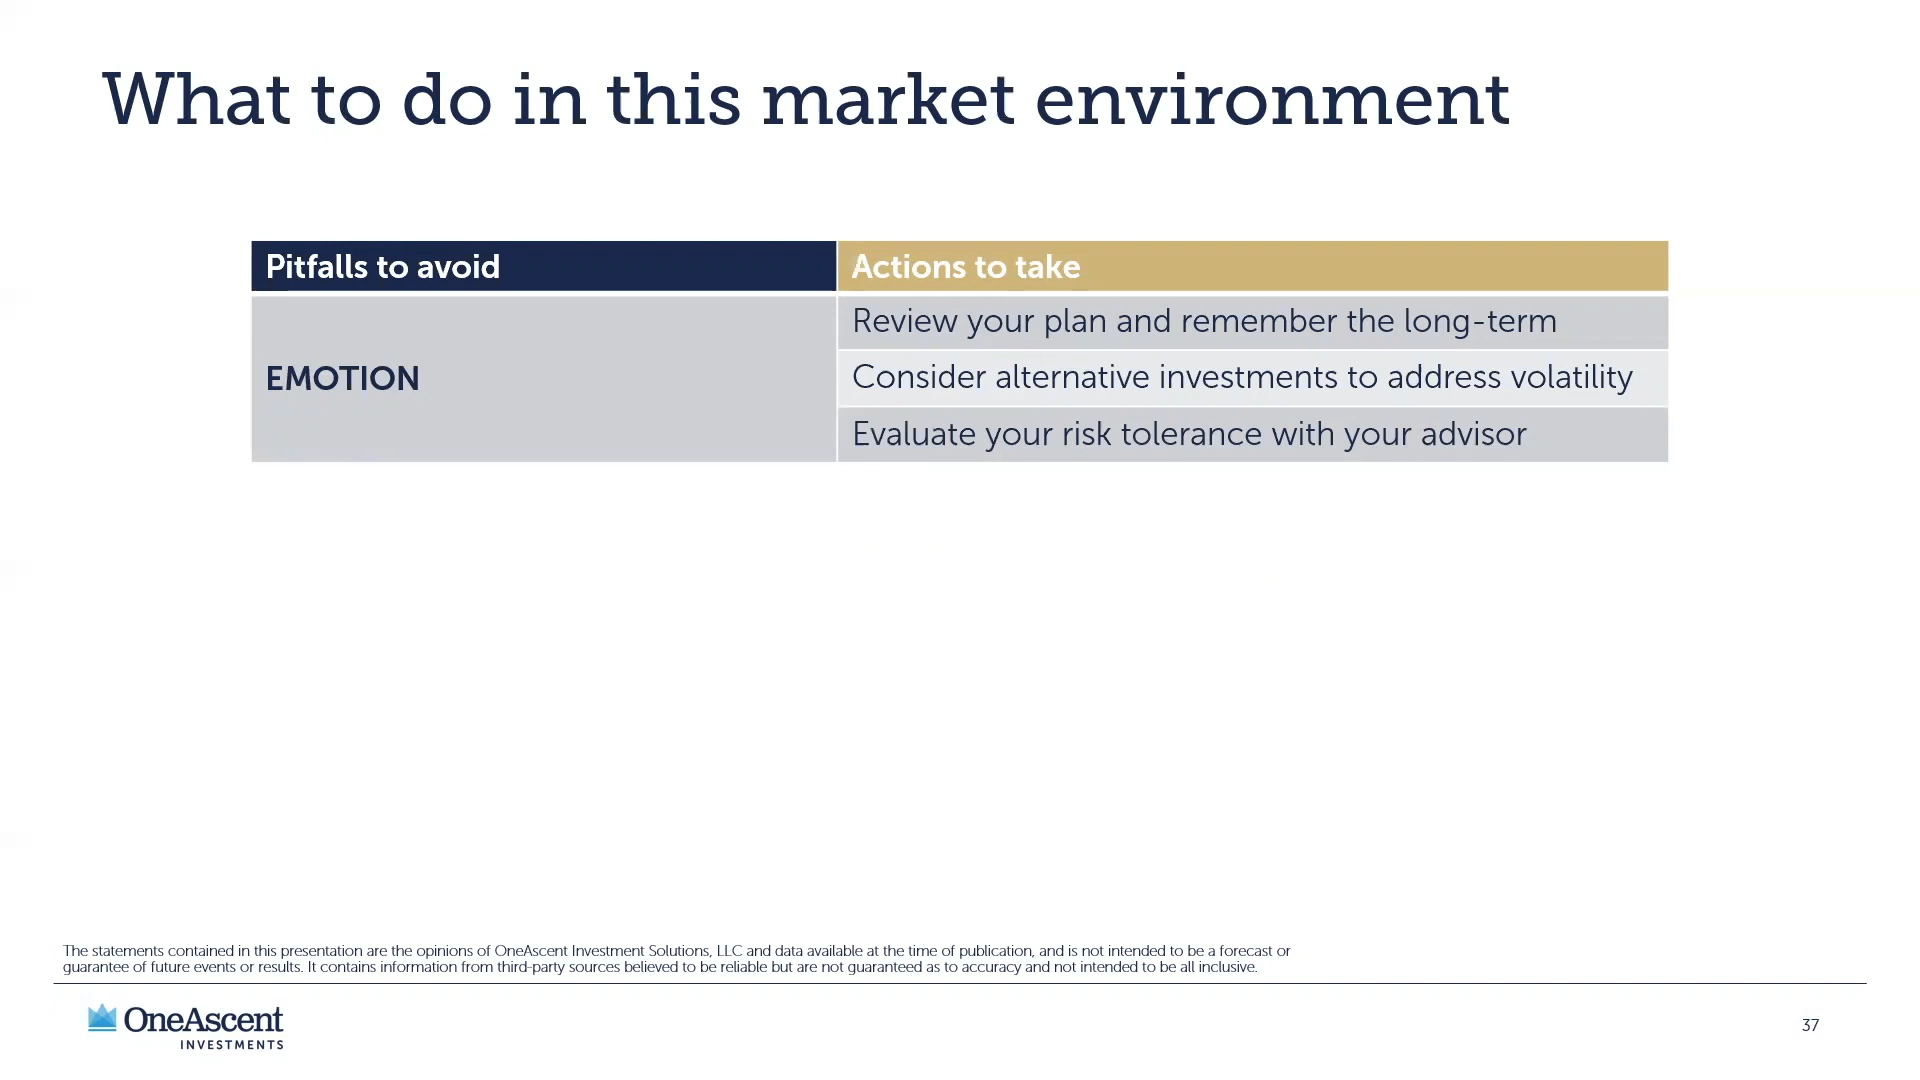 What to do in this market environment
Pitfalls to avoid
Actions to take
EMOTION
Review your plan and remember the long-term
Consider alternative investments to address volatility
Evaluate your risk tolerance with your advisor
The statements contained in this presentation are the opinions of OneAscent Investment Solutions, LLC and data available at the time of publication, and is not intended to be a forecast or
guarantee of future events or results. It contains information from third-party sources believed to be reliable but are not guaranteed as to accuracy and not intended to be all inclusive.
OneAscent
INVESTMENTS
37